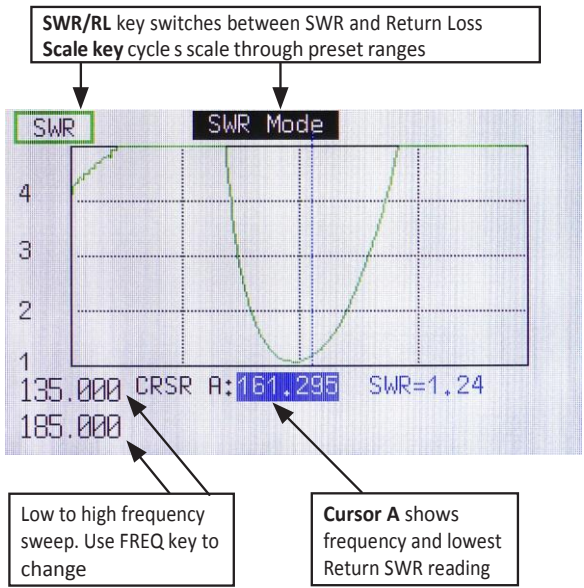 SWR/RL key switches between SWR and Return Loss
Scale key cycle s scale through preset ranges
SWR
SWR Mode
4
3
2
1
135.000 CRSR A:161.295 SWR=1.24
185.000
Low to high frequency
sweep. Use FREQ key to
change
Cursor A shows
frequency and lowest
Return SWR reading